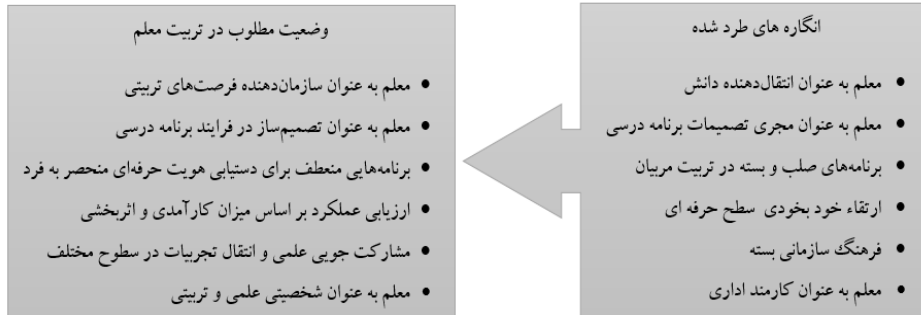 انگاره های طرد شده
• معلم به عنوان انتقال‌دهنده دانش
• معلم به عنوان مجری تصمیمات برنامه درسی
• برنامه‌های صلب و بسته در تربیت مربیان
• ارتقاء خود بخودی سطح حرفه ای
• فرهنگ سازمانی بسته
• معلم به عنوان کارمند اداری
وضعیت مطلوب در تربیت معلم
• معلم به عنوان سازمان‌دهنده فرصت‌های تربیتی
• معلم به عنوان تصمیم‌ساز در فرایند برنامه درسی
• برنامه‌هایی منعطف برای دستیابی هویت حرفه‌ای منحصر به فرد
• ارزیابی عملکرد بر اساس میزان کارآمدی و اثربخشی
• مشارکت جویی علمی و انتقال تجربیات در سطوح مختلف
• معلم به عنوان شخصیتی علمی و تربیتی